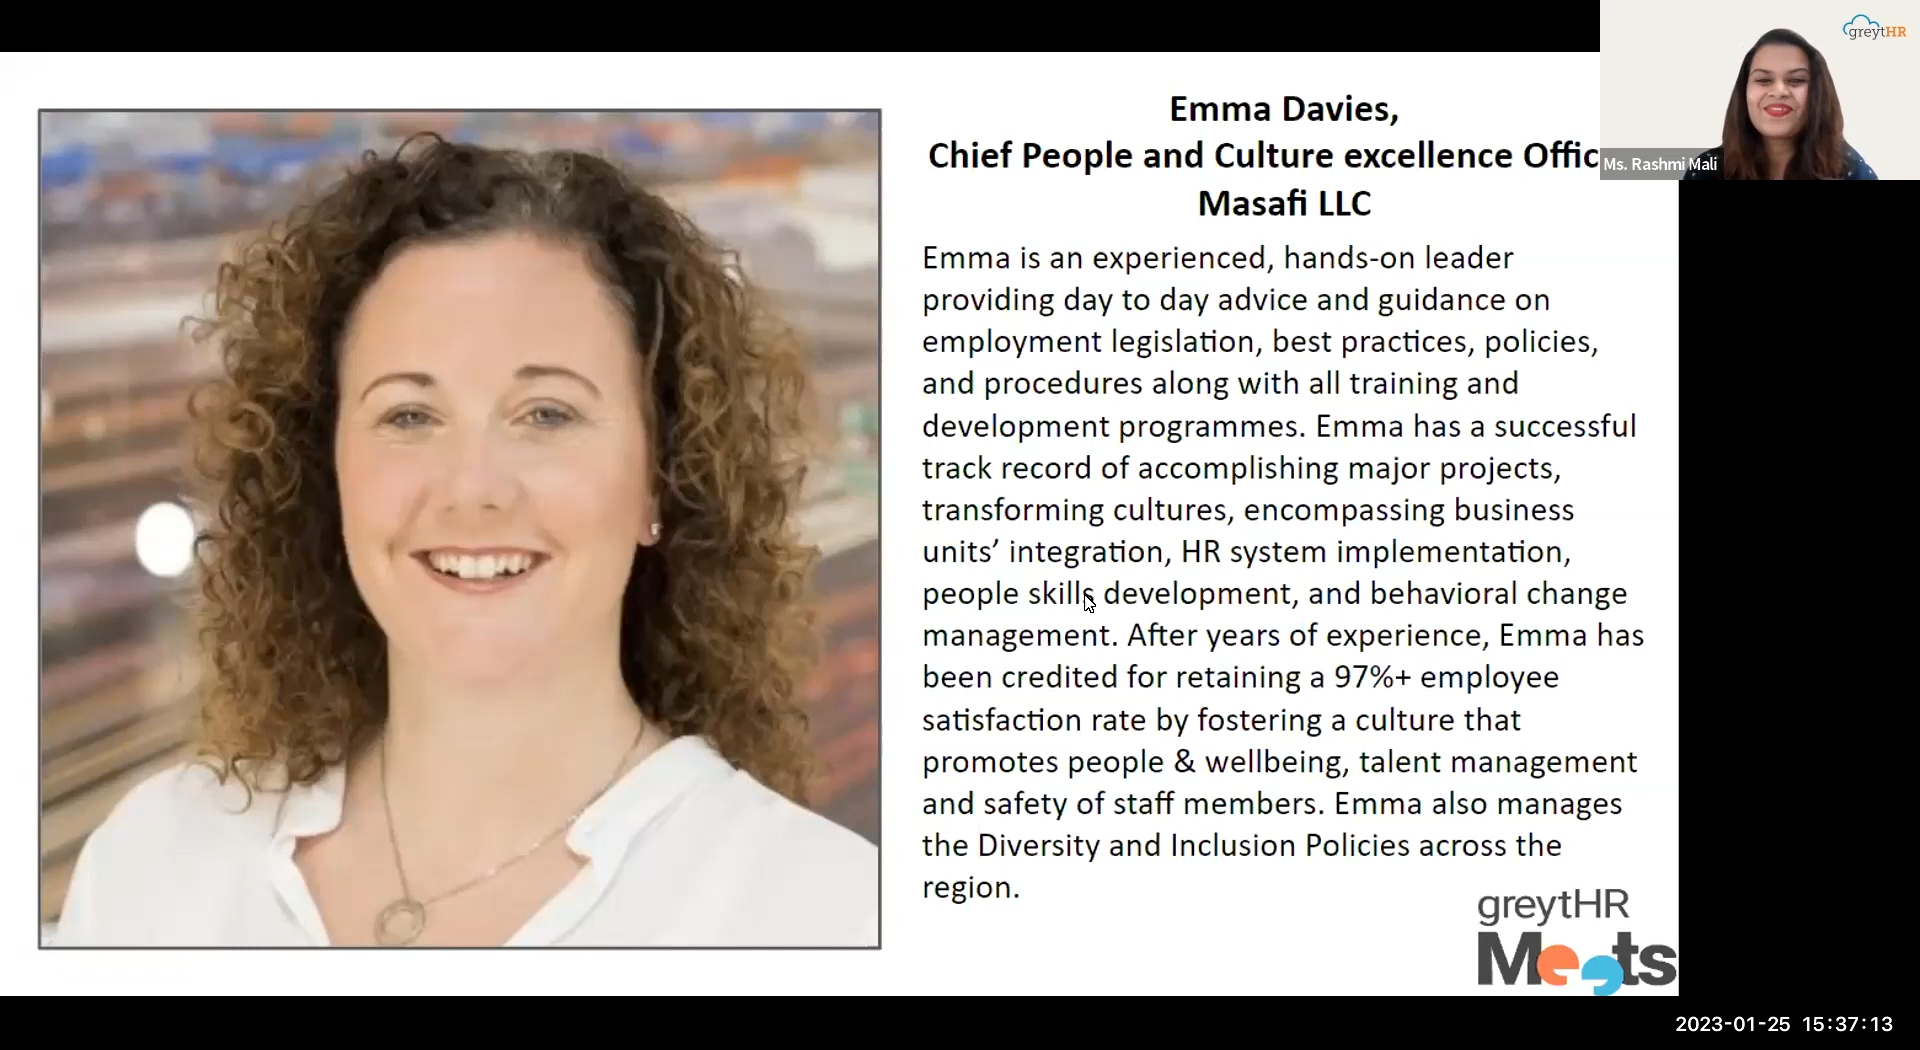 greytHR
Ms. Rashmi Mali
Emma Davies,
Chief People and Culture excellence Offic
Masafi LLC
Emma is an experienced, hands-on leader
providing day to day advice and guidance on
employment legislation, best practices, policies,
and procedures along with all training and
development programmes. Emma has a successful
track record of accomplishing major projects,
transforming cultures, encompassing business
units’ integration, HR system implementation,
people skills development, and behavioral change
management. After years of experience, Emma has
been credited for retaining a 97%+ employee
satisfaction rate by fostering a culture that
promotes people & wellbeing, talent management
and safety of staff members. Emma also manages
the Diversity and Inclusion Policies across the
region.
greytHR
Meets
2023-01-25 15:37:13